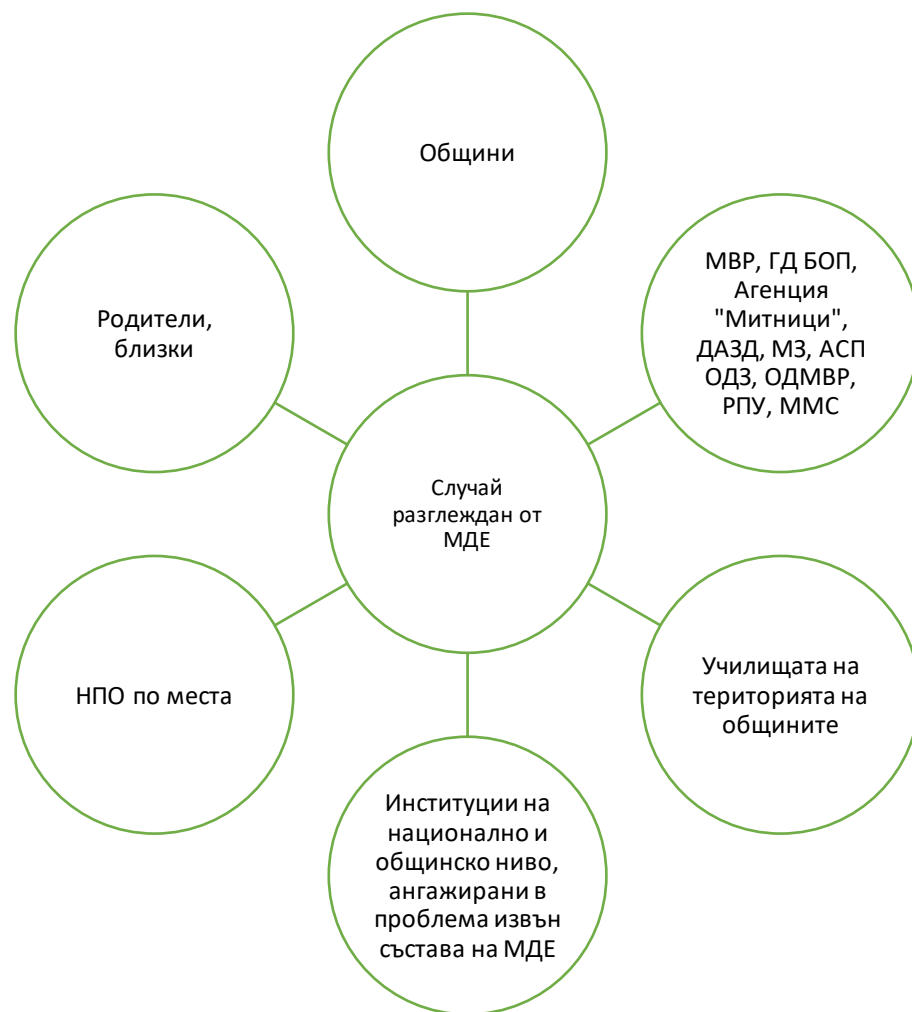 Общини
МВР, ГД БОП,
Агенция
"Митници",
ДАЗД, МЗ, АСП
ОДЗ, ОДМВР,
РПУ, ММС
Родители,
близки
Случай
разглеждан от
МДЕ
НПО по места
Училищата на
територията на
общините
Институции на
национално и
общинско ниво,
ангажирани в
проблема извън
състава на МДЕ